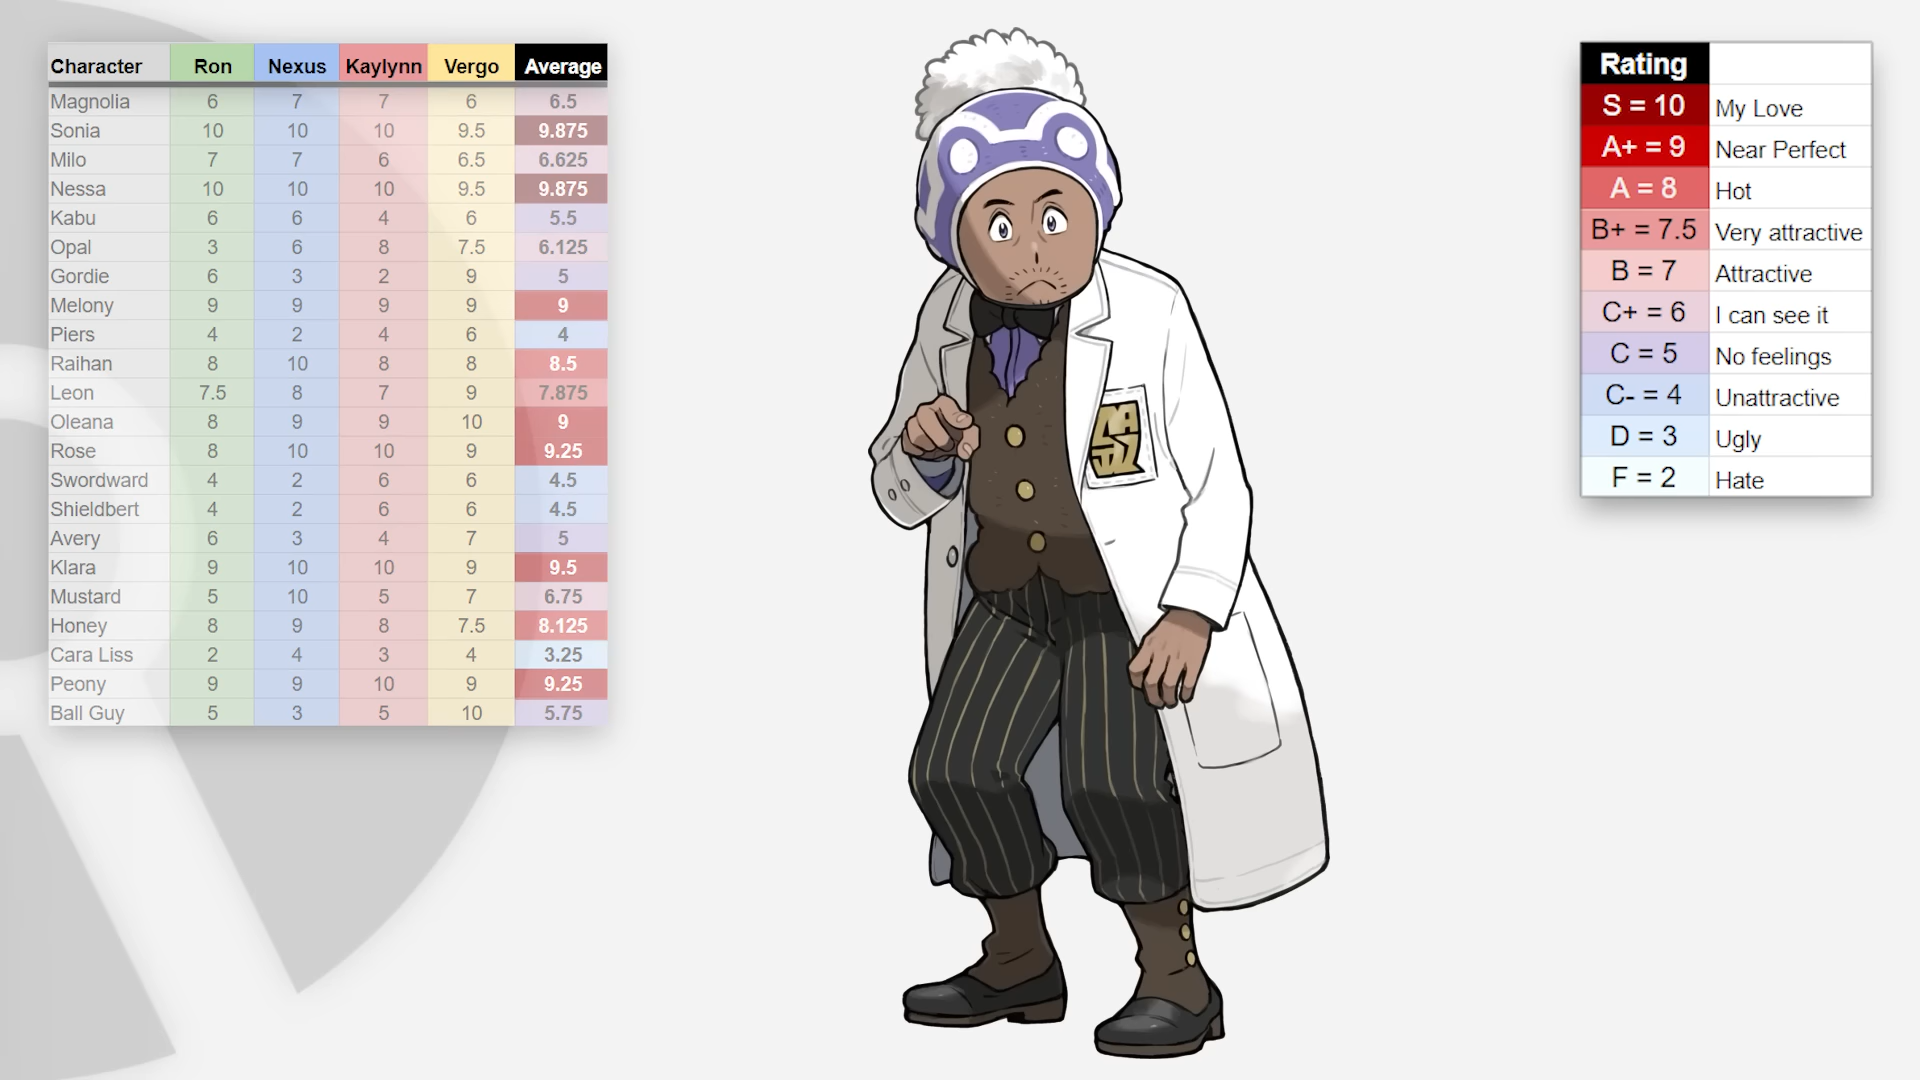 Character Ron Nexus Kaylynn Vergo Average
Magnolia 6 7 7 6 6.5
Sonia 10 10 10 9.5 9.875
Milo 7 7 6 6.5 6.625
Nessa 10 10 10 9.5 9.875
Kabu 6 6 4 6 5.5
Opal 3 6 8 7.5 6.125
Gordie 6 3 2 9 5
Melony 9 9 9 9 9
Piers 4 2 4 6 4
Raihan 8 10 8 8 8.5
Leon 7.5 8 7 9 7.875
Oleana 8 9 9 10 9
Rose 8 10 10 9 9.25
Swordward 4 2 6 6 4.5
Shieldbert 4 2 6 6 4.5
Avery 6 3 4 7 5
Klara 9 10 10 9 9.5
Mustard 5 10 5 7 6.75
Honey 8 9 8 7.5 8.125
Cara Liss 2 4 3 4 3.25
Peony 9 9 10 9 9.25
Ball Guy 5 3 5 10 5.75
Rating
S = 10 My Love
A+ = 9 Near Perfect
A = 8 Hot
B+ = 7.5 Very attractive
B = 7 Attractive
C+ = 6 I can see it
C = 5 No feelings
C- = 4 Unattractive
D = 3 Ugly
F = 2 Hate